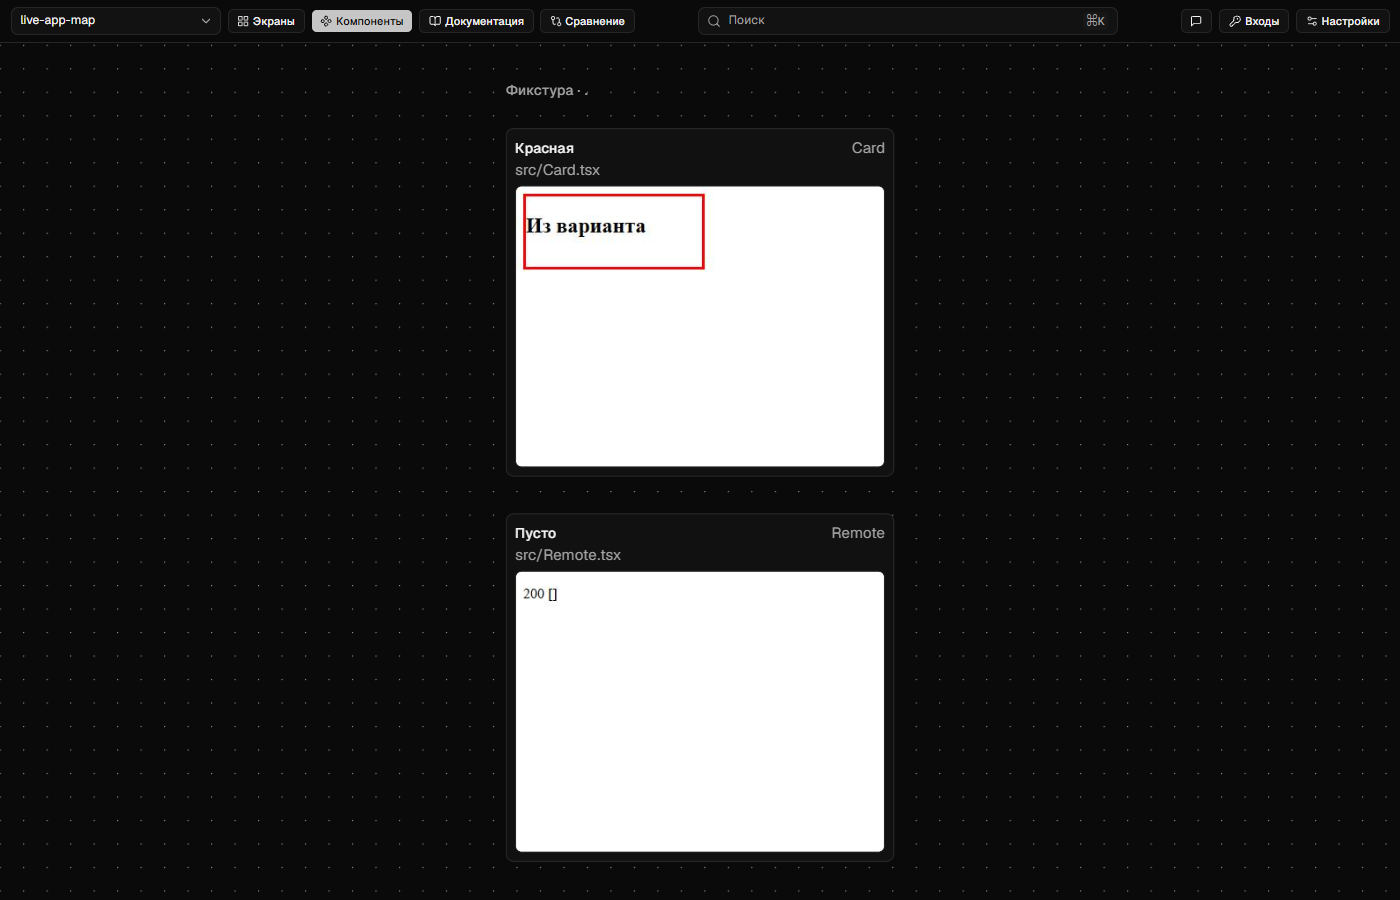 live-app-map
Экраны
Компоненты
Документация
Сравнение
Поиск
⌘K
Входы
Настройки
Фикстура · .
Красная
Card
src/Card.tsx
Из варианта
Пусто
Remote
src/Remote.tsx
200 []